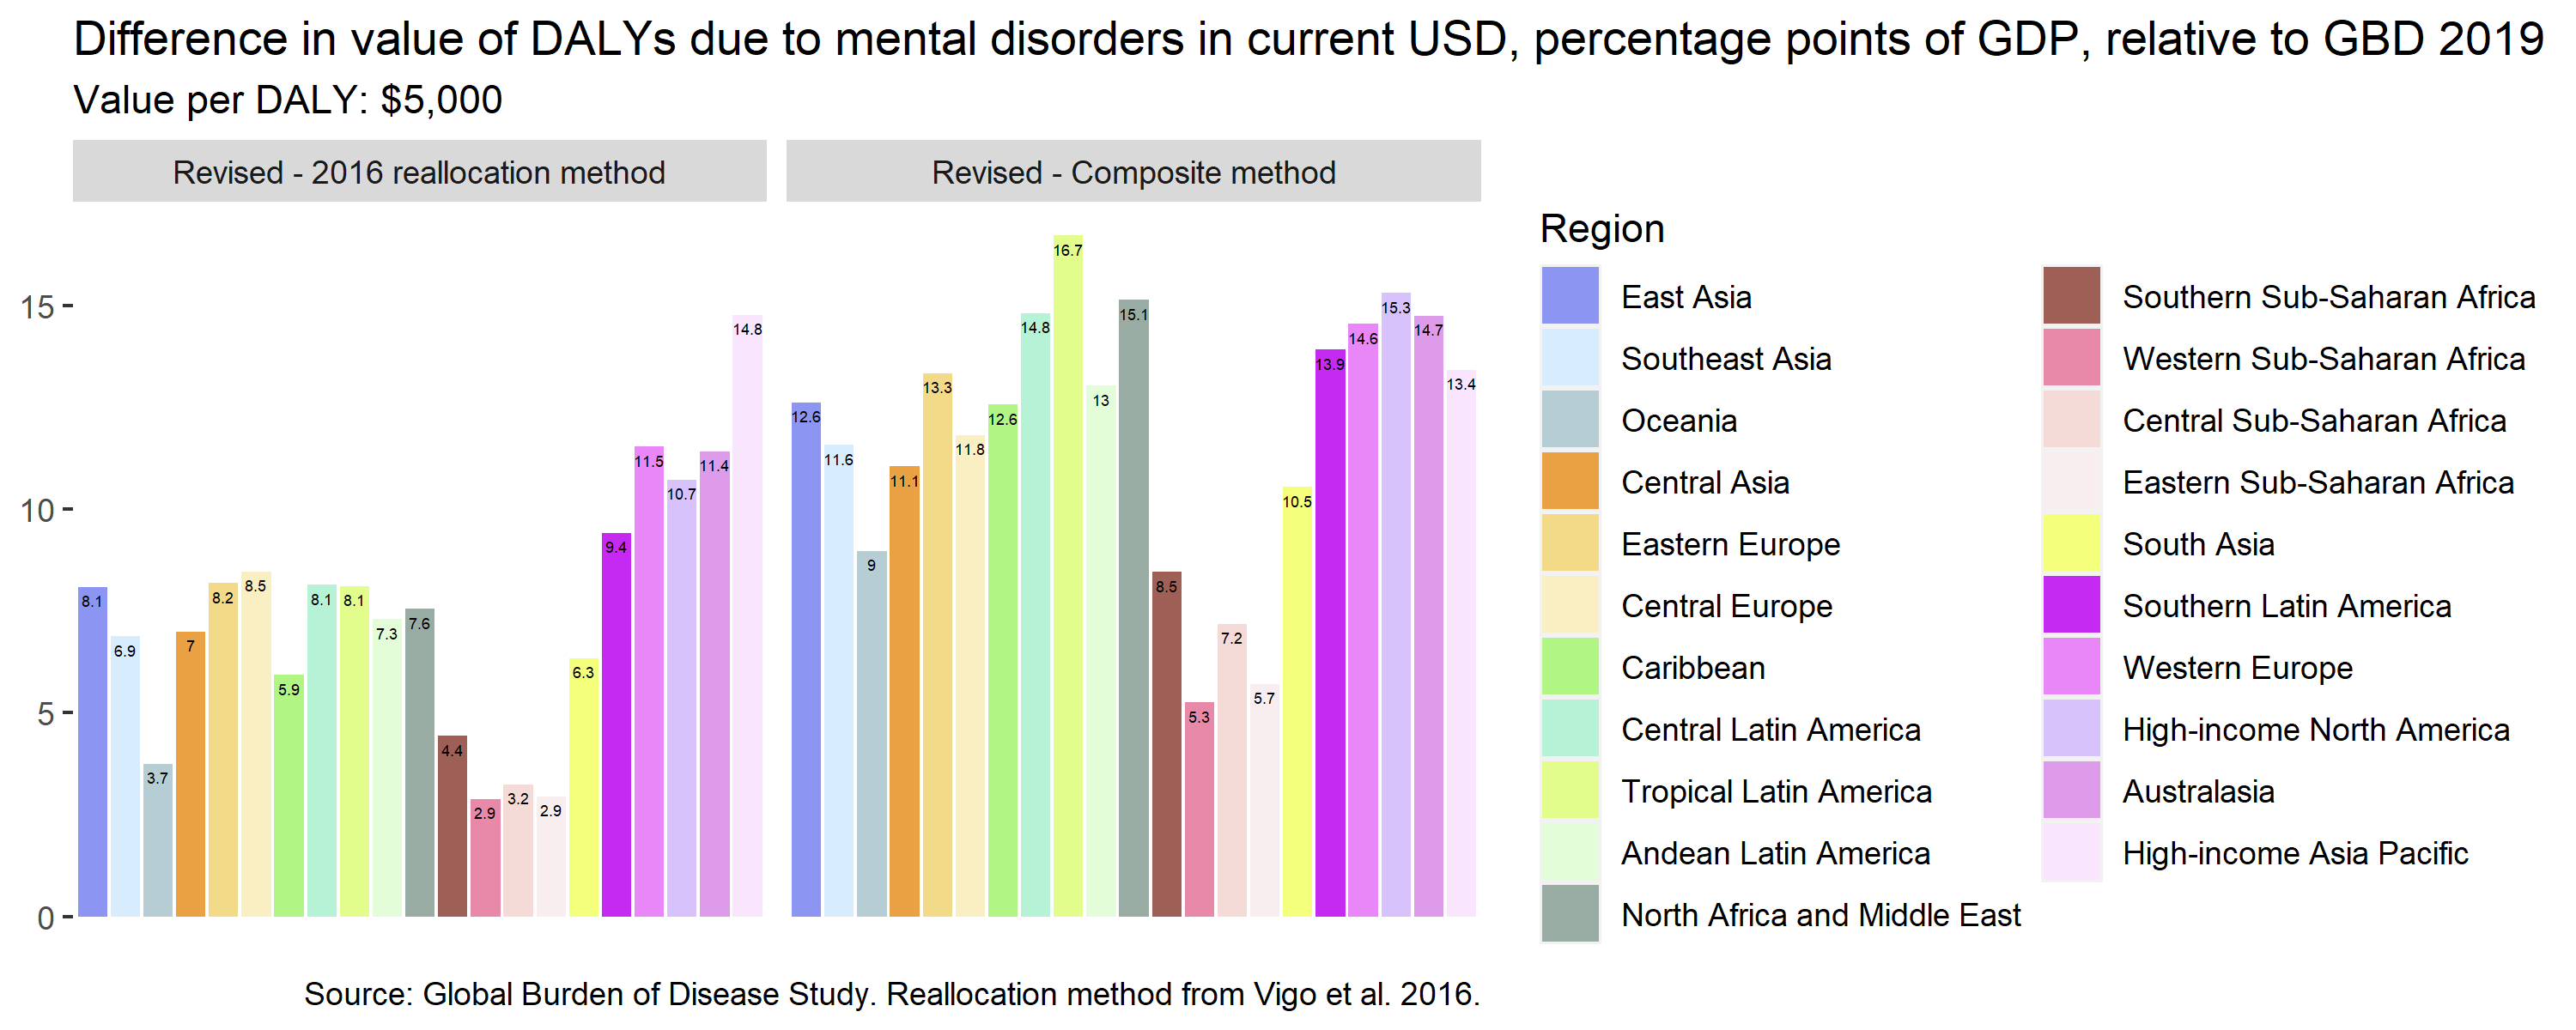 Difference in value of DALYs due to mental disorders in current USD, percentage points of GDP, relative to GBD 2019
Value per DALY: $5,000
Revised - 2016 reallocation method
Revised - Composite method
15
10
5
0
8.1
6.9
3.7
7
8.2
8.5
5.9
8.1
8.1
7.3
7.6
4.4
2.9
3.2
2.9
6.3
9.4
11.5
10.7
11.4
14.8
12.6
11.6
9
11.1
13.3
11.8
12.6
14.8
16.7
13
15.1
8.5
5.3
7.2
5.7
10.5
13.9
14.6
15.3
14.7
13.4
Region
East Asia
Southeast Asia
Oceania
Central Asia
Eastern Europe
Central Europe
Caribbean
Central Latin America
Tropical Latin America
Andean Latin America
North Africa and Middle East
Southern Sub-Saharan Africa
Western Sub-Saharan Africa
Central Sub-Saharan Africa
Eastern Sub-Saharan Africa
South Asia
Southern Latin America
Western Europe
High-income North America
Australasia
High-income Asia Pacific
Source: Global Burden of Disease Study. Reallocation method from Vigo et al. 2016.